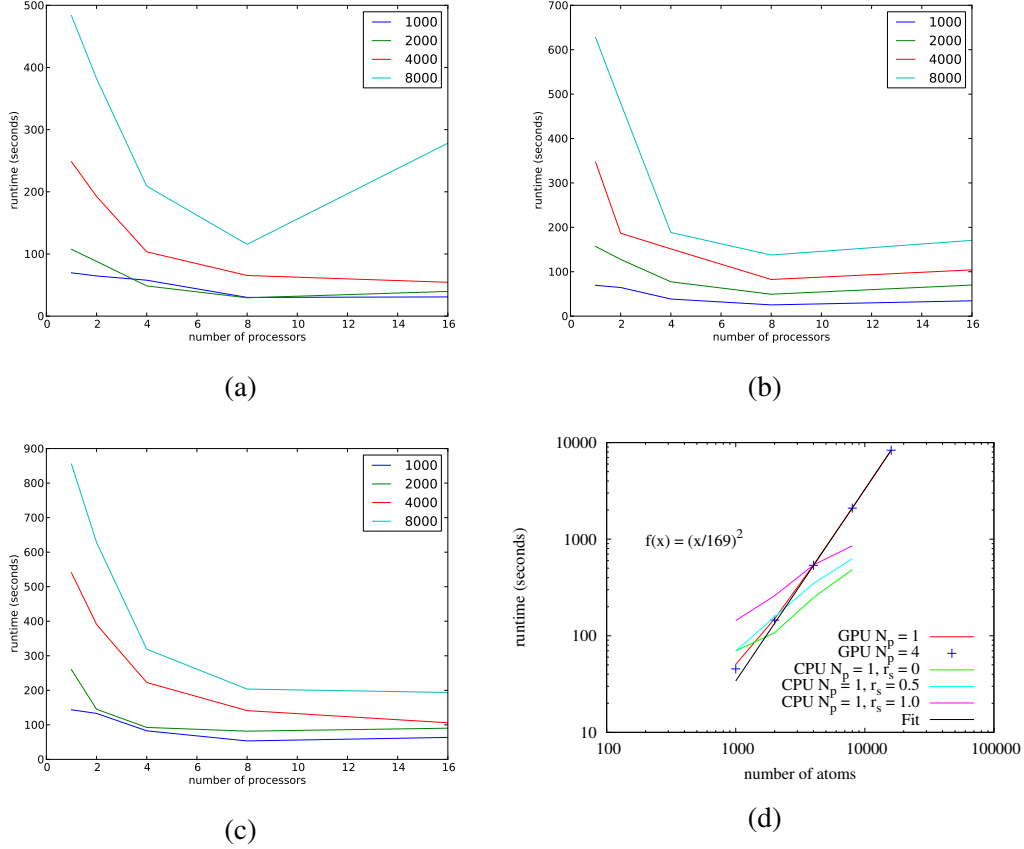 500
400
300
200
100
0
0 2 4 6 8 10 12 14 16
number of processors
runtime (seconds)
1000
2000
4000
8000
(a)
700
600
500
400
300
200
100
0
0 2 4 6 8 10 12 14 16
number of processors
runtime (seconds)
1000
2000
4000
8000
(b)
900
800
700
600
500
400
300
200
100
0
0 2 4 6 8 10 12 14 16
number of processors
runtime (seconds)
1000
2000
4000
8000
(c)
10000
1000
100
10
100 1000 10000 100000
number of atoms
runtime (seconds)
f(x) = (x/169)^2
GPU N_p = 1
GPU N_p = 4
CPU N_p = 1, r_s = 0
CPU N_p = 1, r_s = 0.5
CPU N_p = 1, r_s = 1.0
Fit
(d)